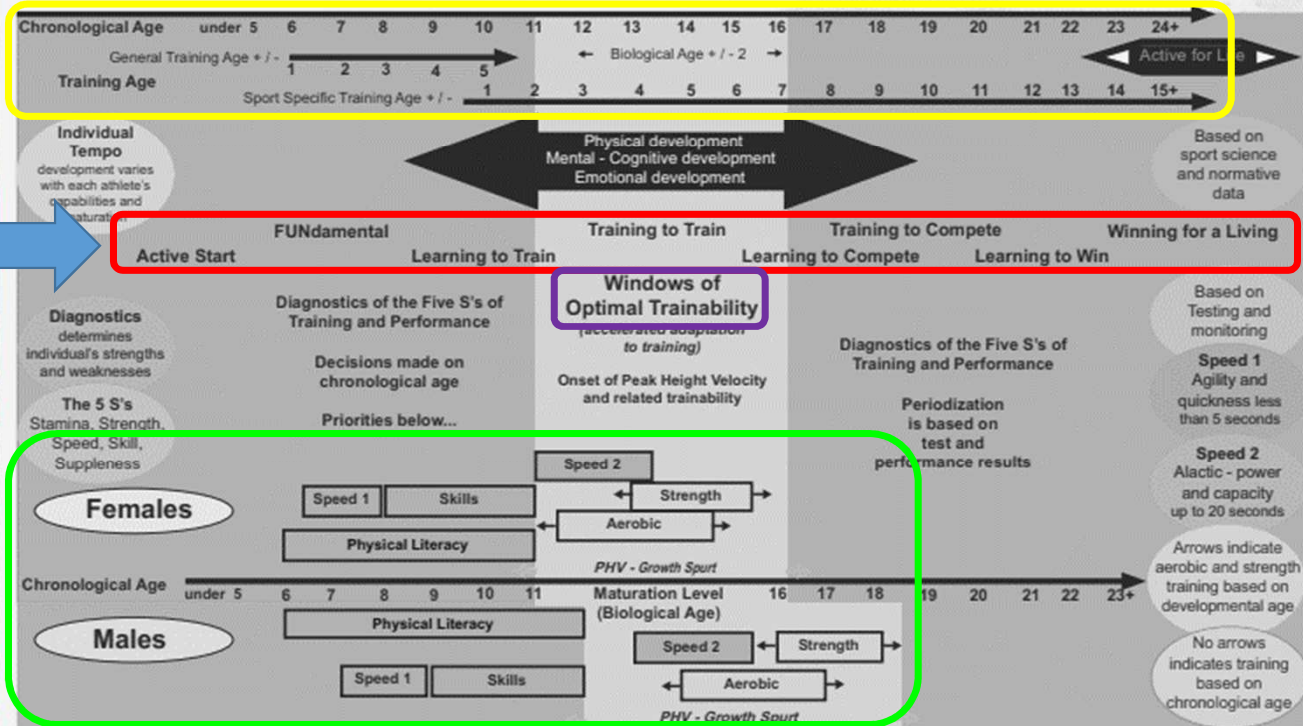 Chronological Age under 5 6 7 8 9 10 11 12 13 14 15 16 17 18 19 20 21 22 23 24+
General Training Age + / - 1 2 3 4 5
← Biological Age + / - 2 →
Active for Life
Training Age
Sport Specific Training Age + / - 1 2 3 4 5 6 7 8 9 10 11 12 13 14 15+
Individual
Tempo
development varies
with each athlete's
capabilities and
maturation
Physical development
Mental - Cognitive development
Emotional development
Based on
sport science
and normative
data
FUNdamental Training to Train Training to Compete Winning for a Living
Active Start Learning to Train Learning to Compete Learning to Win
Windows of
Optimal Trainability
(accelerated adaptation
to training)
Onset of Peak Height Velocity
and related trainability
Diagnostics
determines
individual's strengths
and weaknesses
The 5 S's
Stamina, Strength,
Speed, Skill,
Suppleness
Diagnostics of the Five S's of
Training and Performance
Decisions made on
chronological age
Priorities below...
Diagnostics of the Five S's of
Training and Performance
Periodization
is based on
test and
performance results
Based on
Testing and
monitoring
Speed 1
Agility and
quickness less
than 5 seconds
Speed 2
Alactic - power
and capacity
up to 20 seconds
Arrows indicate
aerobic and strength
training based on
developmental age
No arrows
indicates training
based on
chronological age
Females
Speed 2
Speed 1 Skills Strength
Aerobic
Physical Literacy
PHV - Growth Spurt
Chronological Age under 5 6 7 8 9 10 11 Maturation Level 16 17 18 19 20 21 22 23+
(Biological Age)
Males
Physical Literacy
Speed 2 Strength
Speed 1 Skills Aerobic
PHV - Growth Spurt